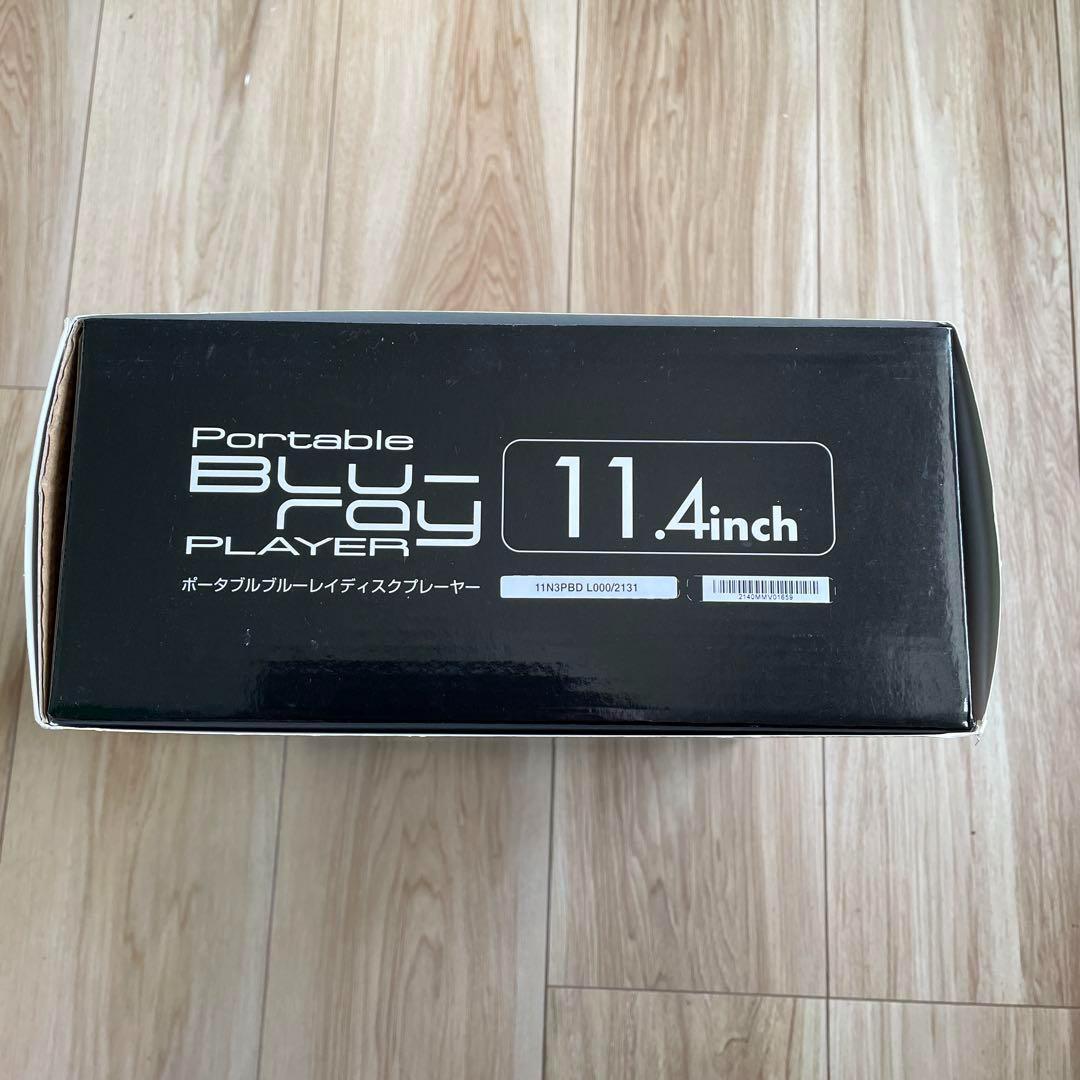 Portable
BLU-
ray
PLAYER
11.4inch
ポータブルブルーレイディスクプレーヤー
11N3PBD L000/2131
2140MMV01659